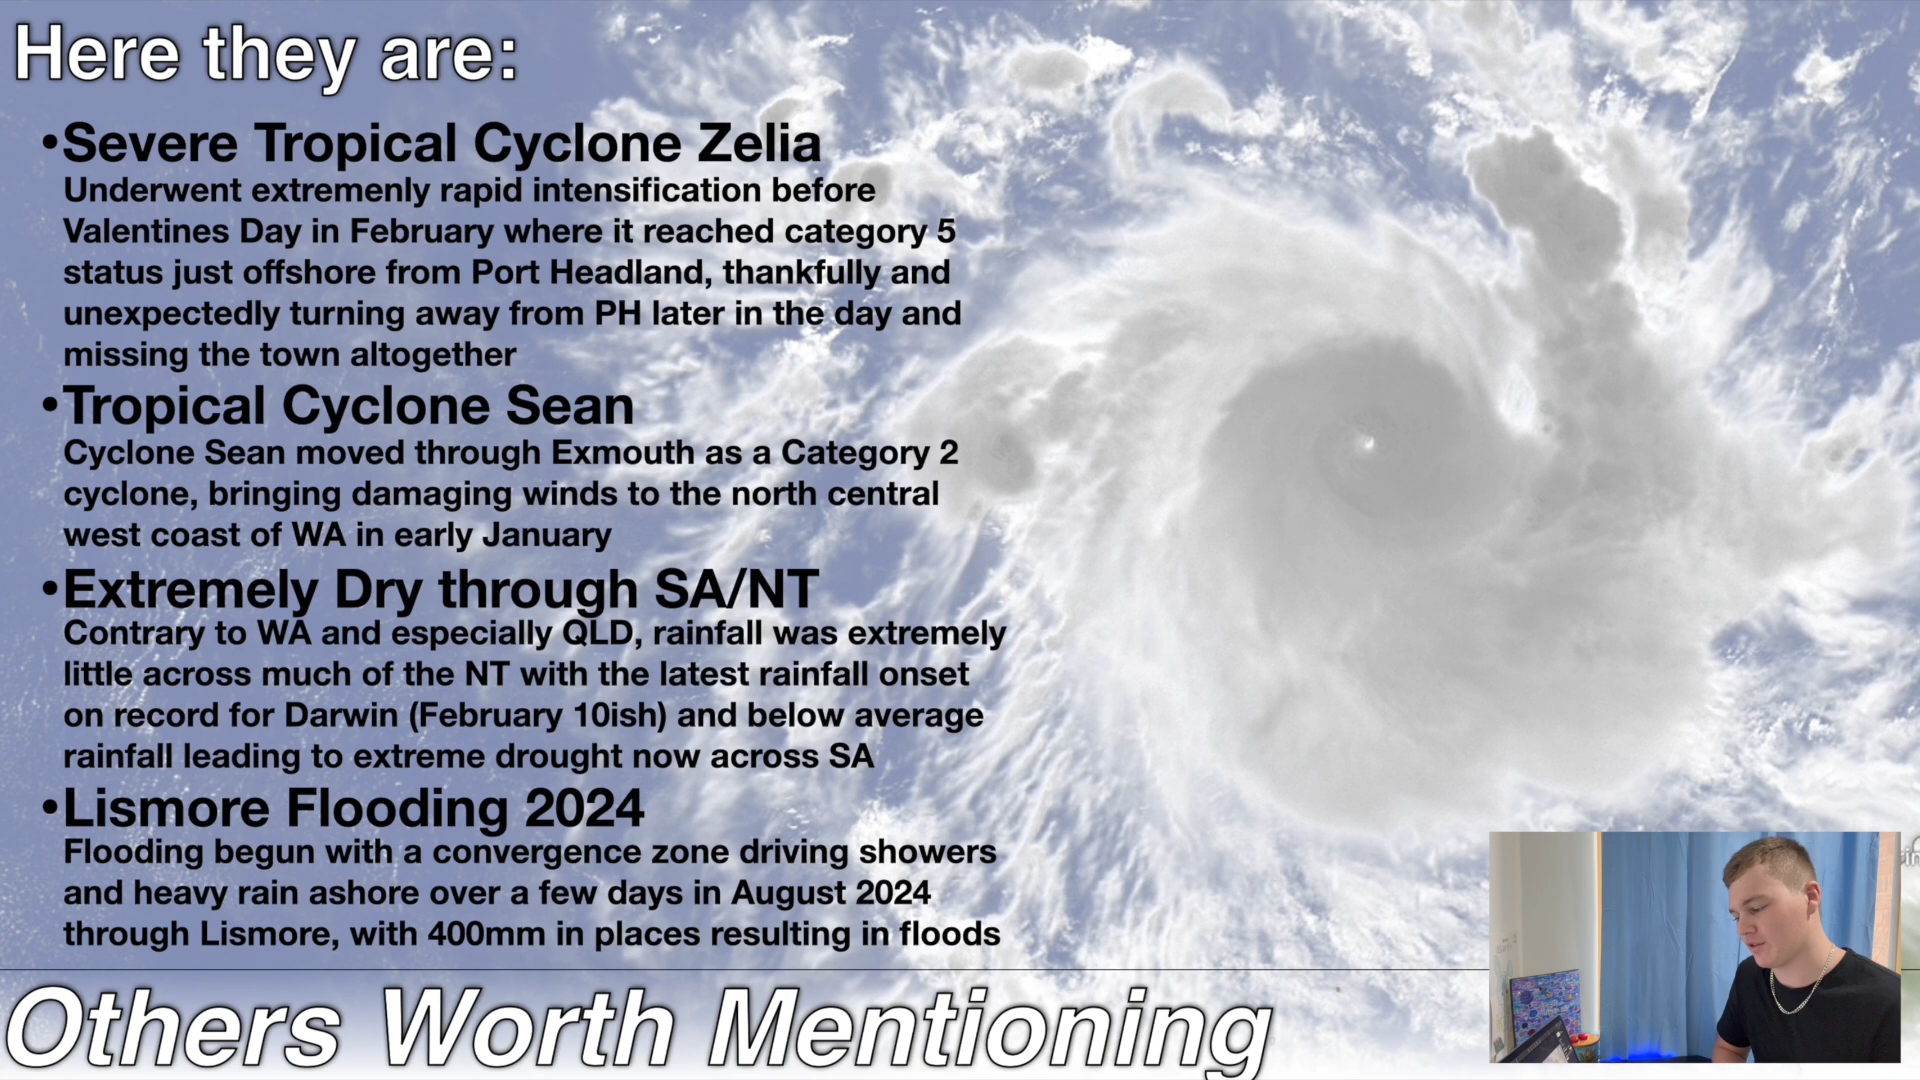 Here they are:
•Severe Tropical Cyclone Zelia
Underwent extremenly rapid intensification before
Valentines Day in February where it reached category 5
status just offshore from Port Headland, thankfully and
unexpectedly turning away from PH later in the day and
missing the town altogether
•Tropical Cyclone Sean
Cyclone Sean moved through Exmouth as a Category 2
cyclone, bringing damaging winds to the north central
west coast of WA in early January
•Extremely Dry through SA/NT
Contrary to WA and especially QLD, rainfall was extremely
little across much of the NT with the latest rainfall onset
on record for Darwin (February 10ish) and below average
rainfall leading to extreme drought now across SA
•Lismore Flooding 2024
Flooding begun with a convergence zone driving showers
and heavy rain ashore over a few days in August 2024
through Lismore, with 400mm in places resulting in floods
Others Worth Mentioning